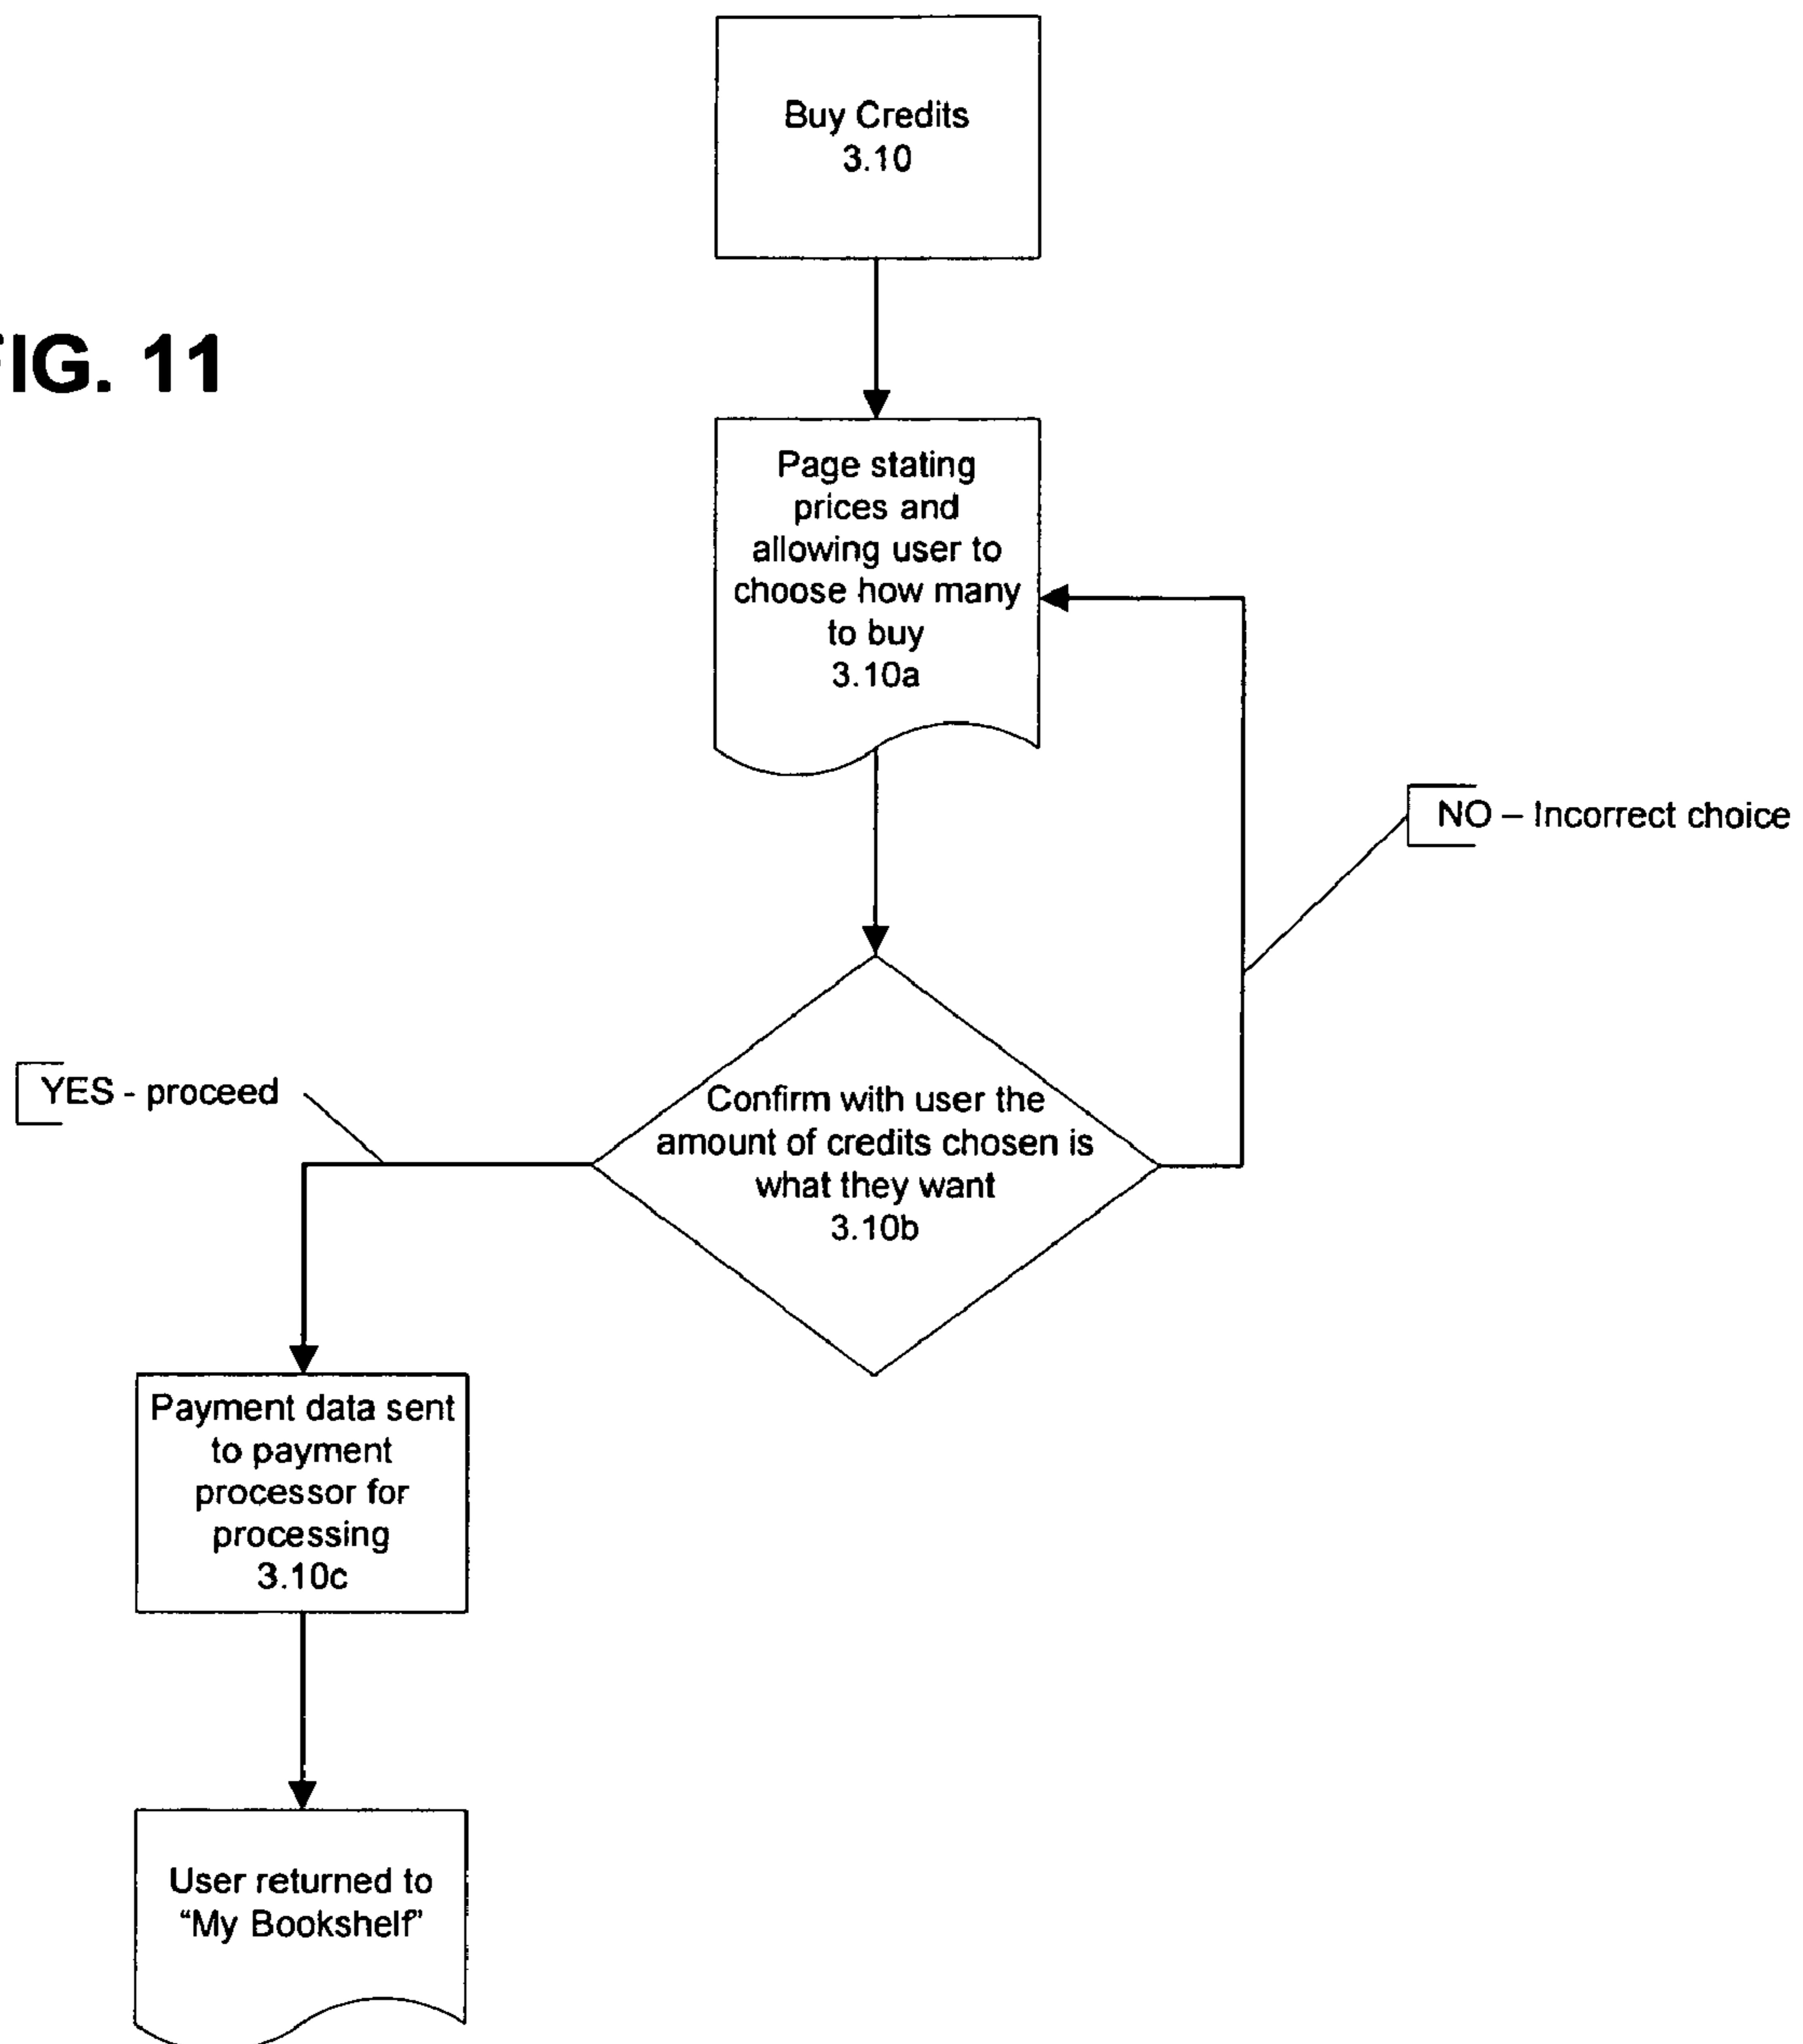 Buy Credits
3.10
FIG. 11
Page stating
prices and
allowing user to
choose how many
to buy
3.10a
NO – Incorrect choice
YES - proceed
Confirm with user the
amount of credits chosen is
what they want
3.10b
Payment data sent
to payment
processor for
processing
3.10c
User returned to
“My Bookshelf”